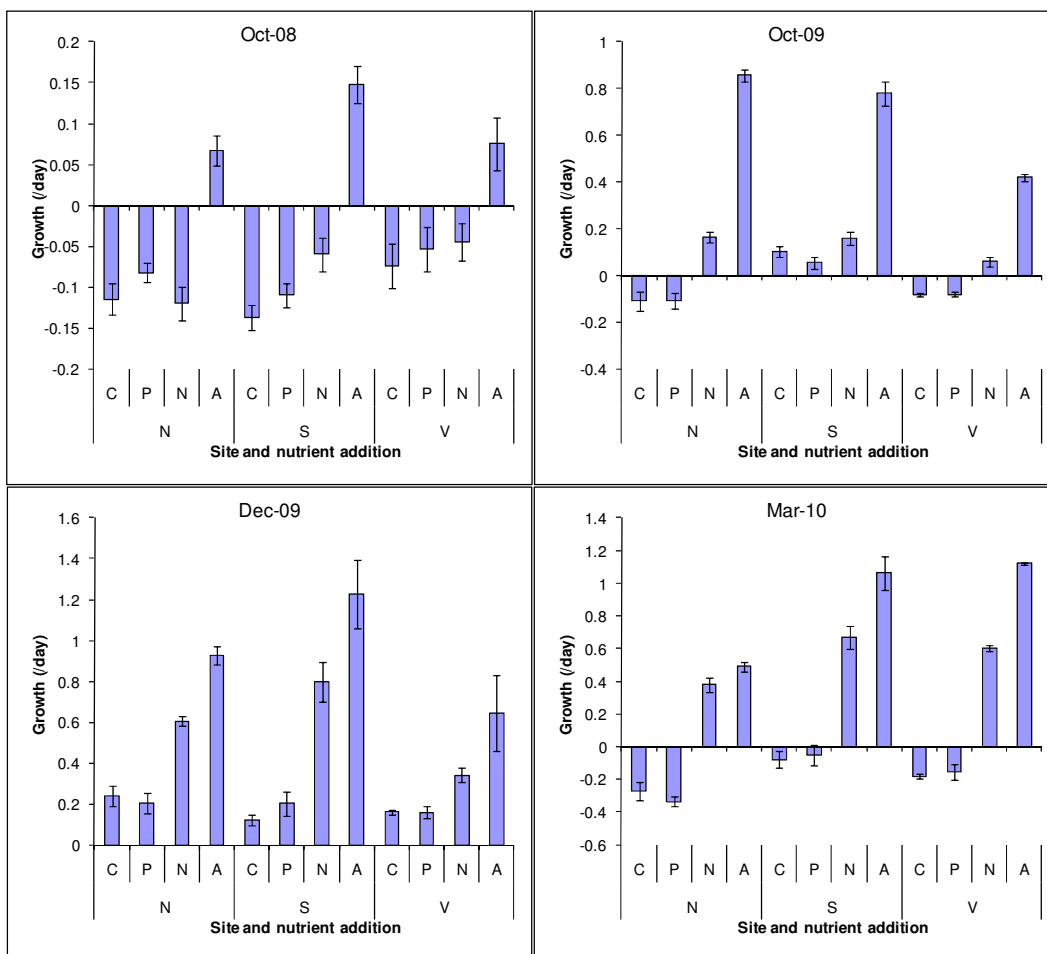 Oct-08
0.2
0.15
0.1
0.05
0
-0.05
-0.1
-0.15
-0.2
Growth (/day)
C P N A C P N A C P N A
N S V
Site and nutrient addition
Oct-09
1
0.8
0.6
0.4
0.2
0
-0.2
-0.4
Growth (/day)
C P N A C P N A C P N A
N S V
Site and nutrient addition
Dec-09
1.6
1.4
1.2
1
0.8
0.6
0.4
0.2
0
Growth (/day)
C P N A C P N A C P N A
N S V
Site and nutrient addition
Mar-10
1.4
1.2
1
0.8
0.6
0.4
0.2
0
-0.2
-0.4
-0.6
Growth (/day)
C P N A C P N A C P N A
N S V
Site and nutrient addition